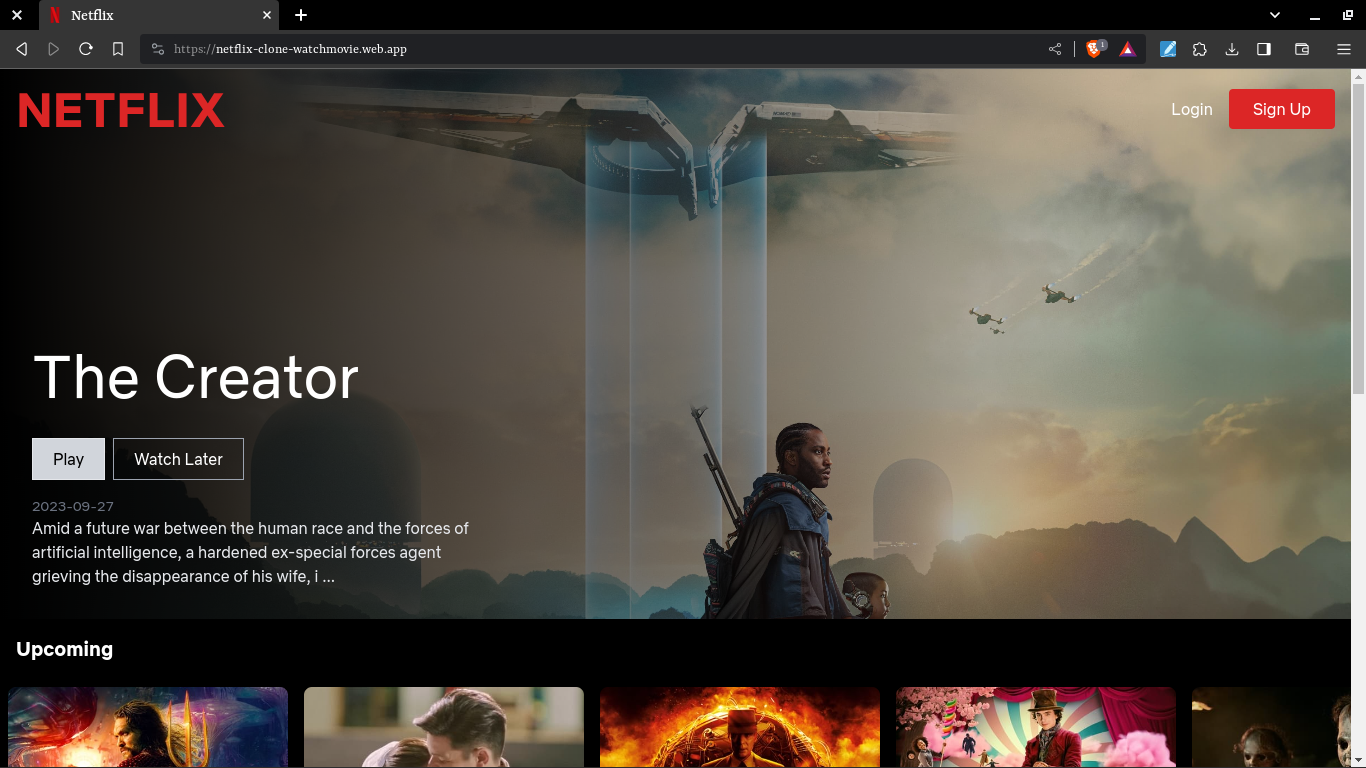 Netflix
https://netflix-clone-watchmovie.web.app
1
NETFLIX
Login
Sign Up
The Creator
Play
Watch Later
2023-09-27
Amid a future war between the human race and the forces of
artificial intelligence, a hardened ex-special forces agent
grieving the disappearance of his wife, i ...
Upcoming